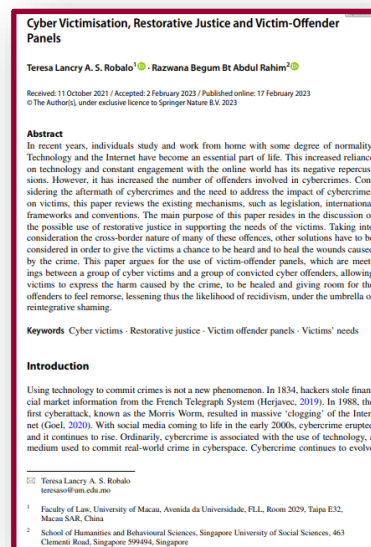 Cyber Victimisation, Restorative Justice and Victim-Offender
Panels
Teresa Lancry A. S. Robalo1 · Razwana Begum Bt Abdul Rahim2
Received: 11 October 2021 / Accepted: 2 February 2023 / Published online: 17 February 2023
© The Author(s), under exclusive licence to Springer Nature B.V. 2023
Abstract
In recent years, individuals study and work from home with some degree of normality.
Technology and the Internet have become an essential part of life. This increased reliance
on technology and constant engagement with the online world has its negative repercus-
sions. However, it has increased the number of offenders involved in cybercrimes. Con-
sidering the aftermath of cybercrimes and the need to address the impact of cybercrimes
on victims, this paper reviews the existing mechanisms, such as legislation, international
frameworks and conventions. The main purpose of this paper resides in the discussion of
the possible use of restorative justice in supporting the needs of the victims. Taking into
consideration the cross-border nature of many of these offences, other solutions have to be
considered in order to give the victims a chance to be heard and to heal the wounds caused
by the crime. This paper argues for the use of victim-offender panels, which are meet-
ings between a group of cyber victims and a group of convicted cyber offenders, allowing
victims to express the harm caused by the crime, to be healed and giving room for the
offenders to feel remorse, lessening thus the likelihood of recidivism, under the umbrella of
reintegrative shaming.
Keywords Cyber victims · Restorative justice · Victim offender panels · Victims' needs
Introduction
Using technology to commit crimes is not a new phenomenon. In 1834, hackers stole finan-
cial market information from the French Telegraph System (Herjavec, 2019). In 1988, the
first cyberattack, known as the Morris Worm, resulted in massive 'clogging' of the Inter-
net (Goel, 2020). With social media coming to life in the early 2000s, cybercrime erupted
and it continues to rise. Ordinarily, cybercrime is associated with the use of technology, a
medium used to commit real-world crime in cyberspace. Cybercrime continues to evolve
Teresa Lancry A. S. Robalo
teresaso@um.edu.mo
1 Faculty of Law, University of Macau, Avenida da Universidade, FLL, Room 2029, Taipa E32,
Macau SAR, China
2 School of Humanities and Behavioural Sciences, Singapore University of Social Sciences, 463
Clementi Road, Singapore 599494, Singapore